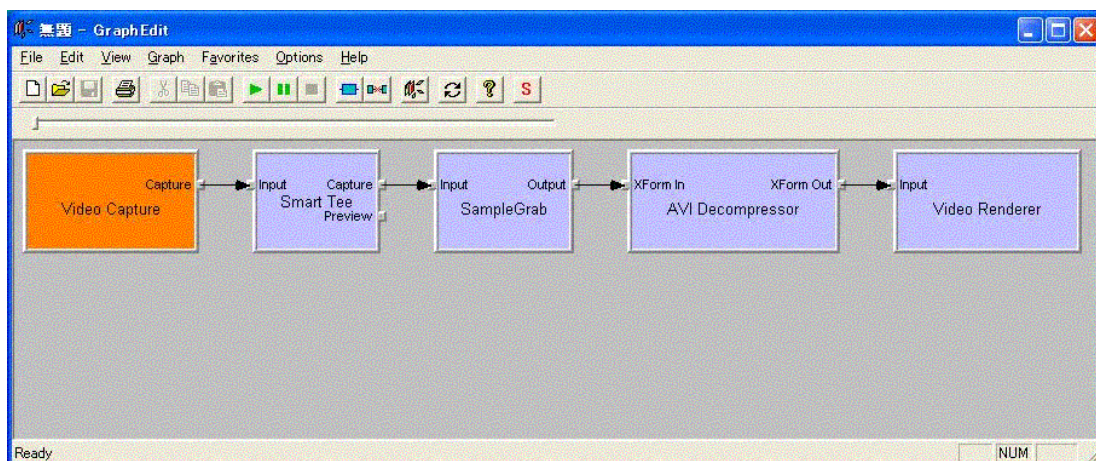 無題 - GraphEdit
File Edit View Graph Favorites Options Help
S
Capture
Video Capture
Input Capture
Smart Tee
Preview
Input Output
SampleGrab
XForm In XForm Out
AVI Decompressor
Input
Video Renderer
Ready
NUM